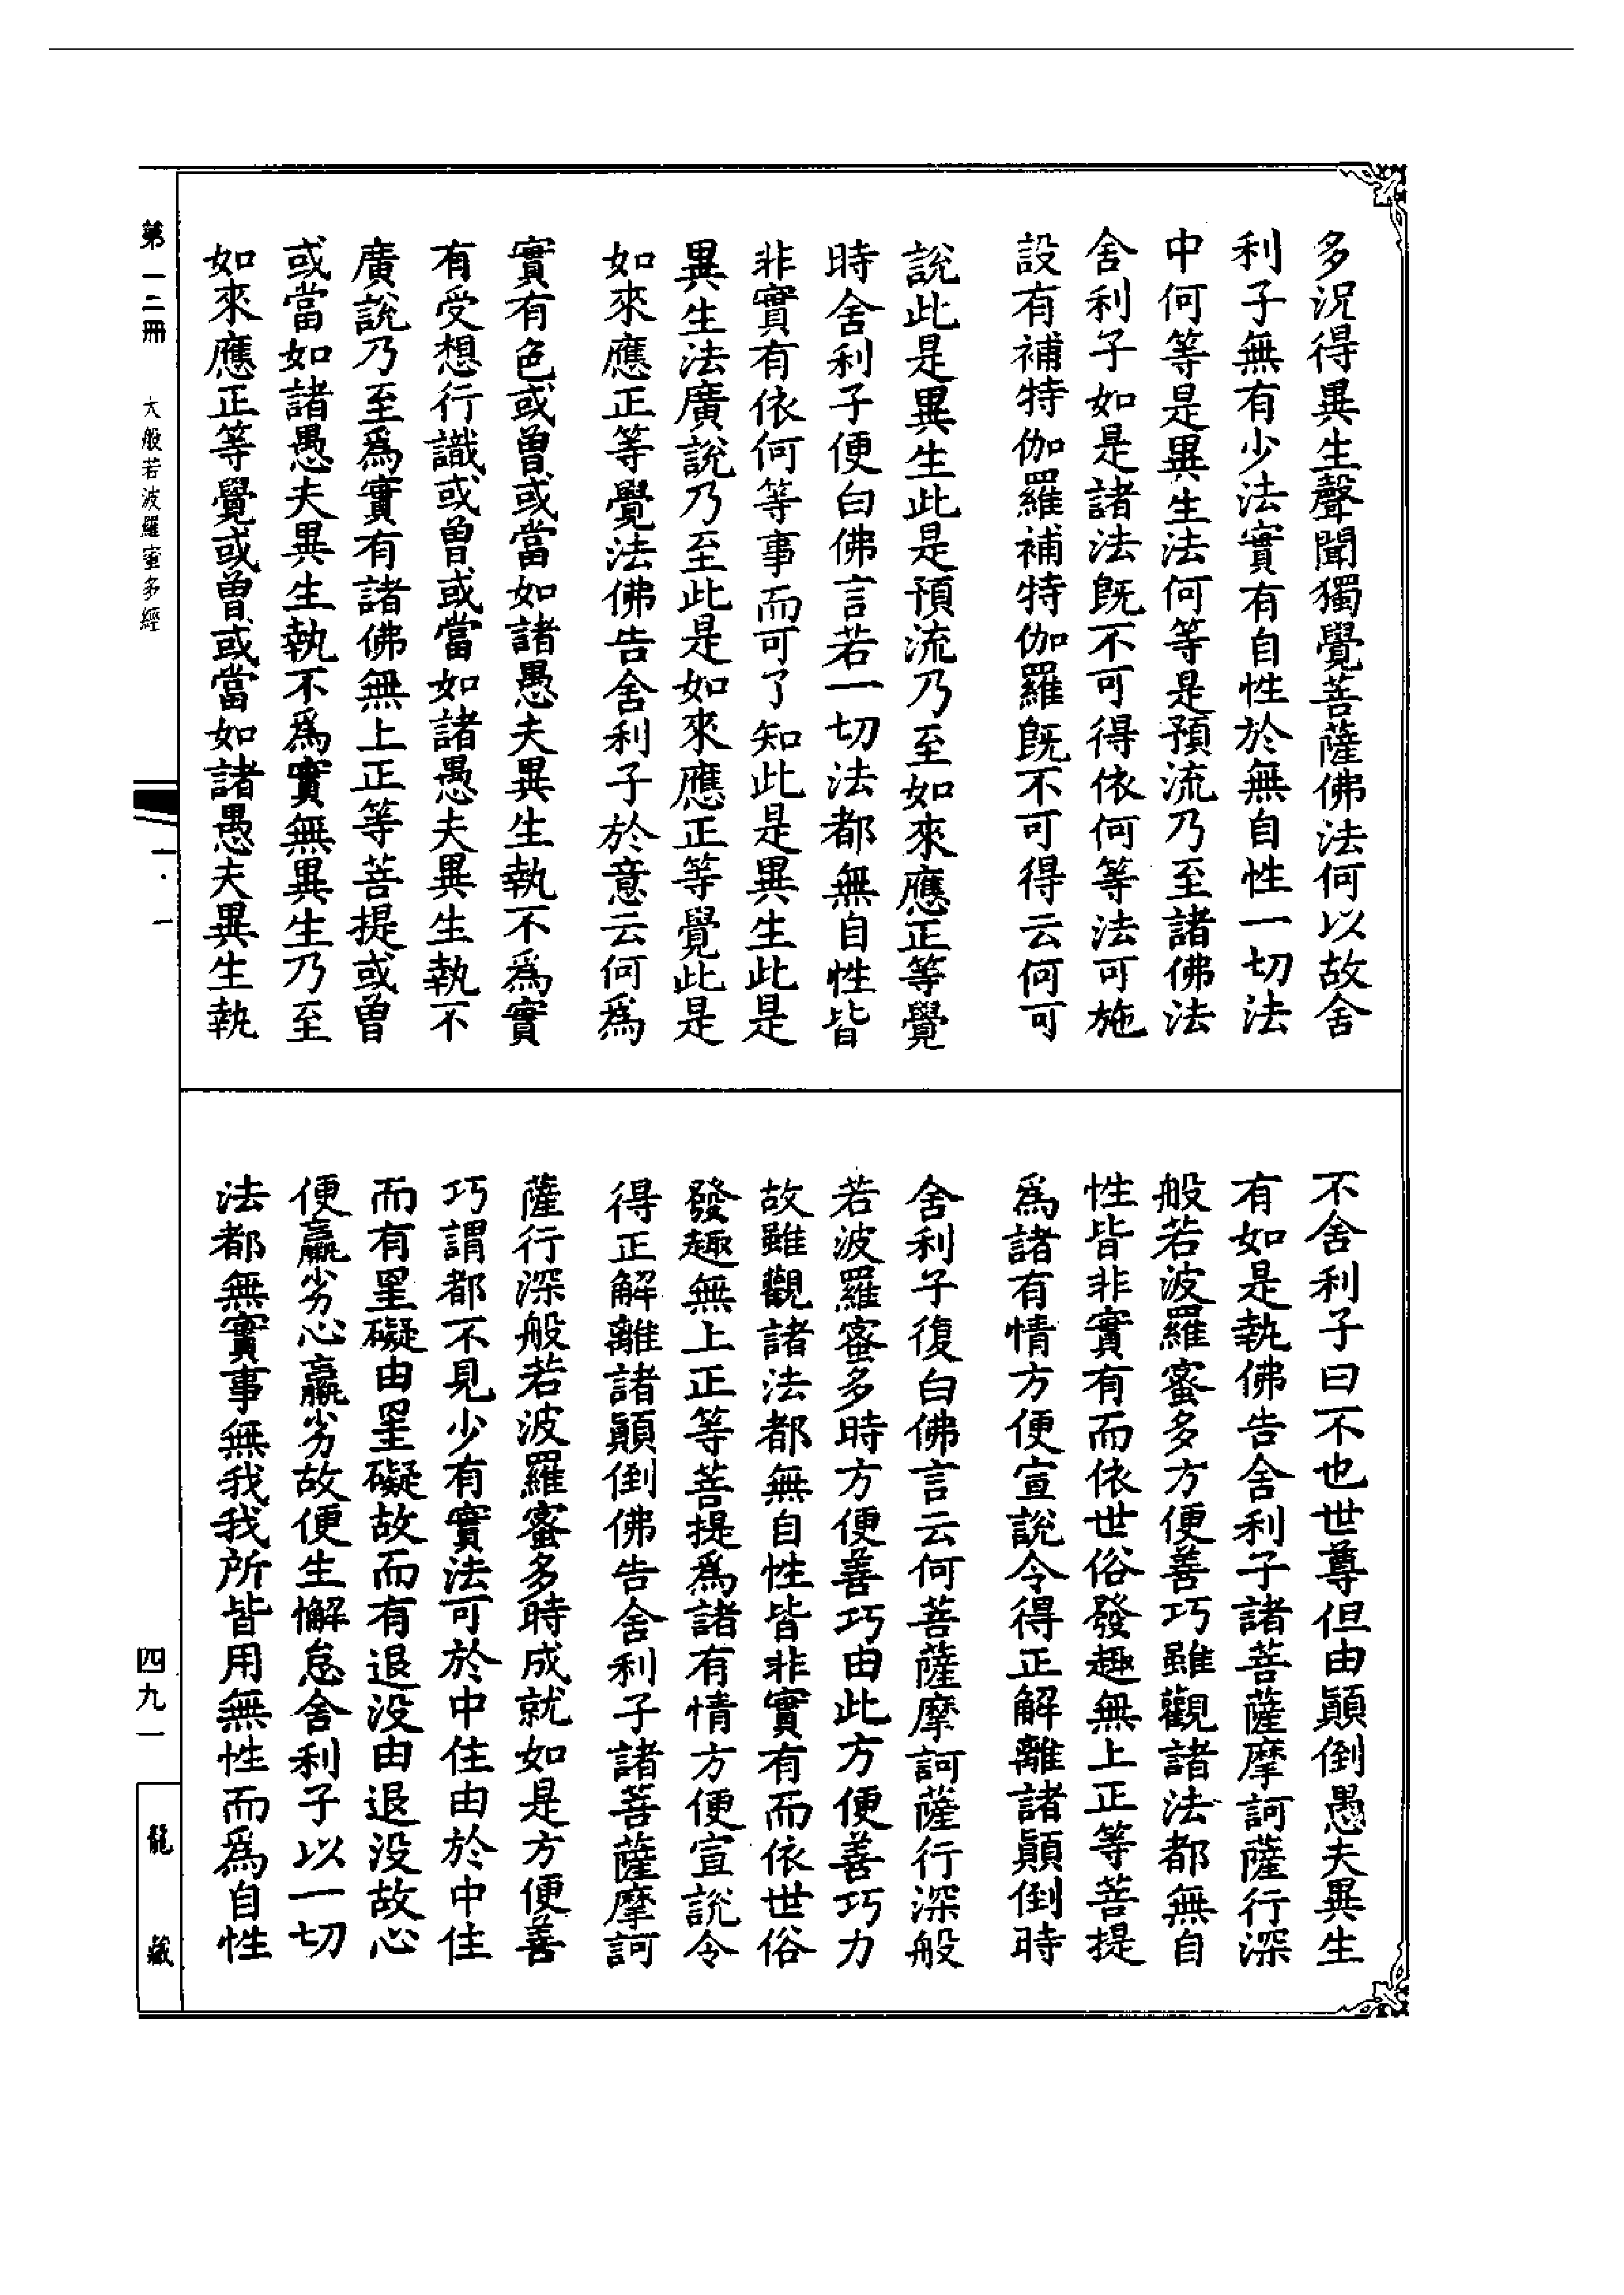 多況得異生聲聞獨覺菩薩佛法何以故舍
利子無有少法實有自性於無自性一切法
中何等是異生法何等是預流乃至諸佛法
舍利子如是諸法旣不可得依何等法可施
設有補特伽羅補特伽羅旣不可得云何可
說此是異生此是預流乃至如來應正等覺
時舍利子便白佛言若一切法都無自性皆
非實有依何等事而可了知此是異生此是
異生法廣說乃至此是如來應正等覺此是
如來應正等覺法佛告舍利子於意云何爲
實有色或曾或當如諸愚夫異生執不爲實
有受想行識或曾或當如諸愚夫異生執不
廣說乃至爲實有諸佛無上正等菩提或曾
或當如諸愚夫異生執不爲實無異生乃至
如來應正等覺或曾或當如諸愚夫異生執
不舍利子曰不也世尊但由顚倒愚夫異生
有如是執佛告舍利子諸菩薩摩訶薩行深
般若波羅蜜多方便善巧雖觀諸法都無自
性皆非實有而依世俗發趣無上正等菩提
爲諸有情方便宣說令得正解離諸顚倒時
舍利子復白佛言云何菩薩摩訶薩行深般
若波羅蜜多時方便善巧由此方便善巧力
故雖觀諸法都無自性皆非實有而依世俗
發趣無上正等菩提爲諸有情方便宣說令
得正解離諸顚倒佛告舍利子諸菩薩摩訶
薩行深般若波羅蜜多時成就如是方便善
巧謂都不見少有實法可於中住由於中住
而有罣礙由罣礙故而有退没由退没故心
便羸劣心羸劣故便生懈怠舍利子以一切
法都無實事無我我所皆用無性而爲自性
第一二冊
大般若波羅蜜多經
一·一
四九一
龍藏